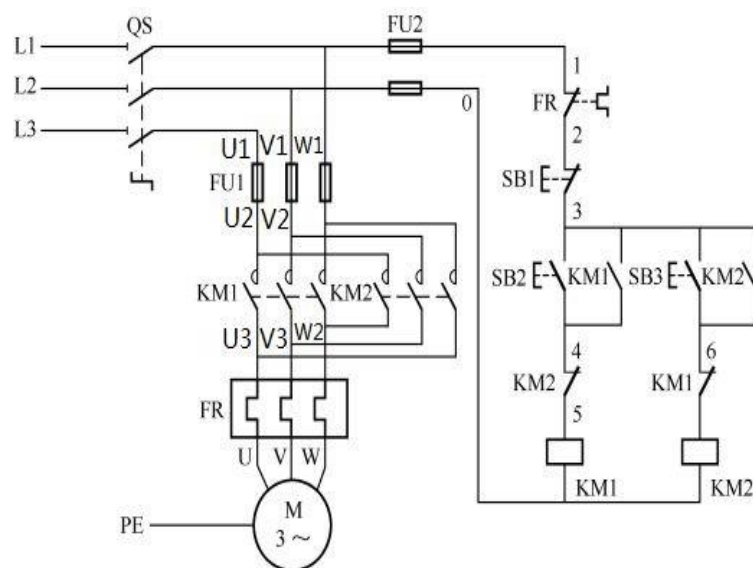 QS
FU2
L1
1
L2
0
FR
L3
2
U1 V1 W1
SB1
FU1
3
U2 V2
SB2 KM1 SB3 KM2
KM1 KM2
U3 V3 W2
4 6
KM2 KM1
FR
5
U V W
KM1 KM2
M
3 ~
PE